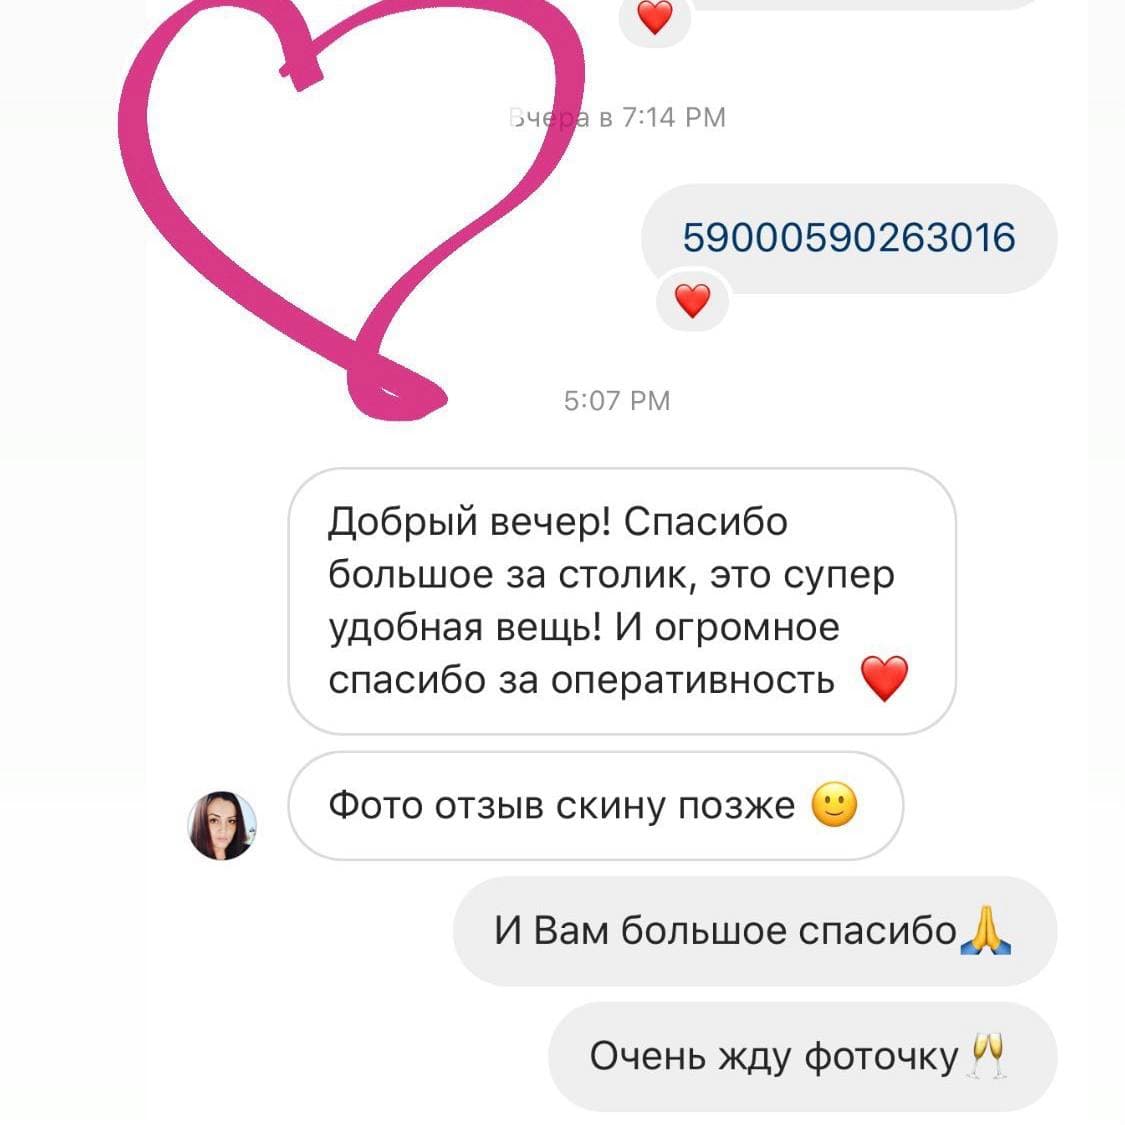 Вчера в 7:14 PM
59000590263016
5:07 PM
Добрый вечер! Спасибо
большое за столик, это супер
удобная вещь! И огромное
спасибо за оперативность ❤️
Фото отзыв скину позже 🙂
И Вам большое спасибо🙏
Очень жду фоточку🥂